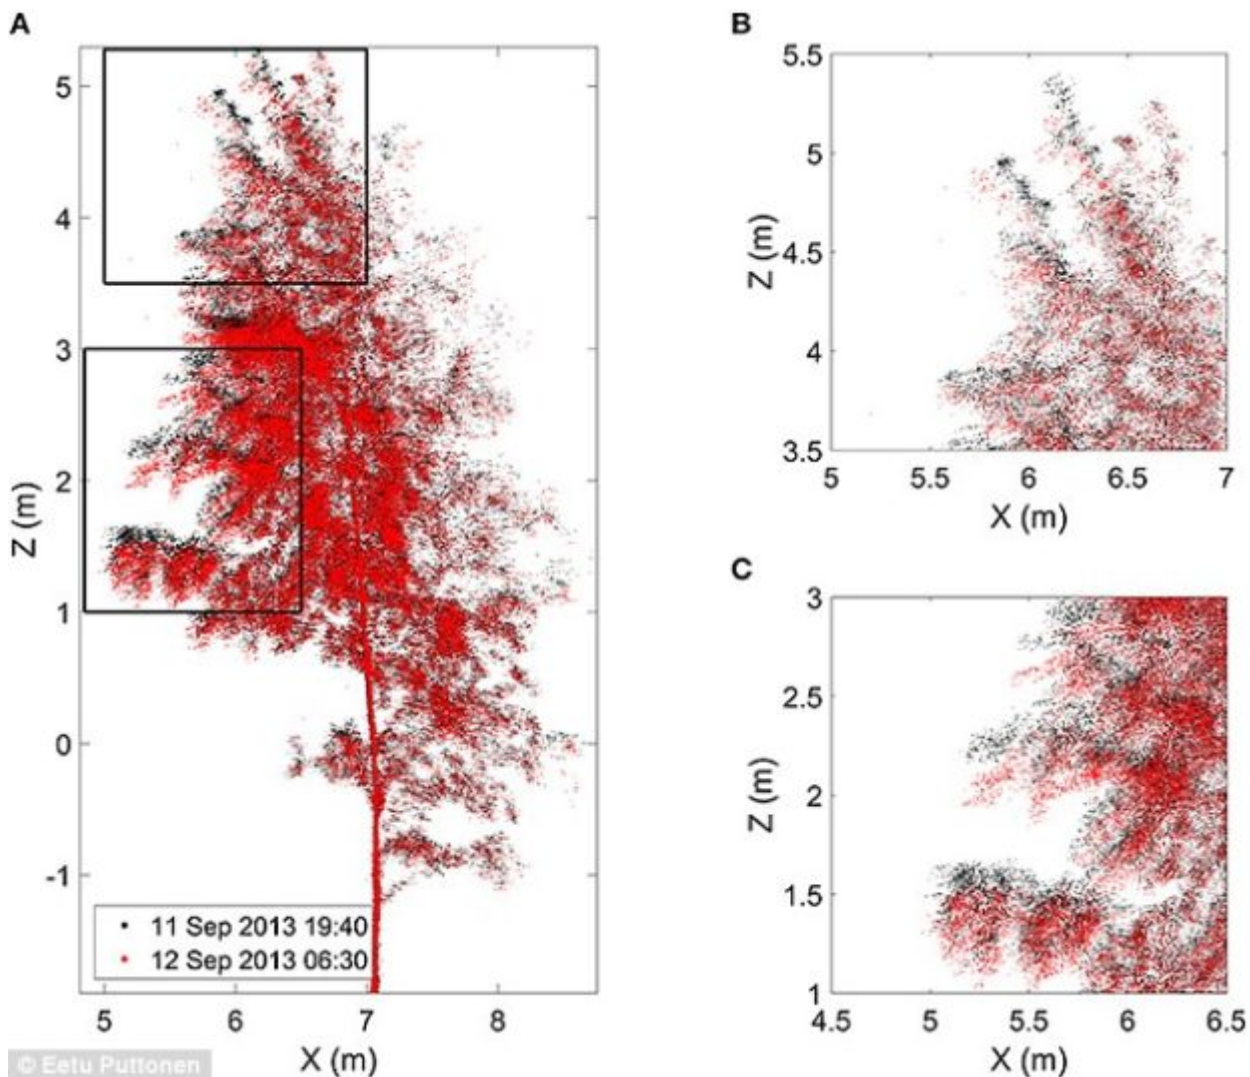 A
5
4
3
2
1
0
-1
Z (m)
11 Sep 2013 19:40
12 Sep 2013 06:30
5 6 7 8
X (m)
© Eetu Puttonen
B
5.5
5
4.5
4
3.5
Z (m)
5 5.5 6 6.5 7
X (m)
C
3
2.5
2
1.5
1
Z (m)
4.5 5 5.5 6 6.5
X (m)